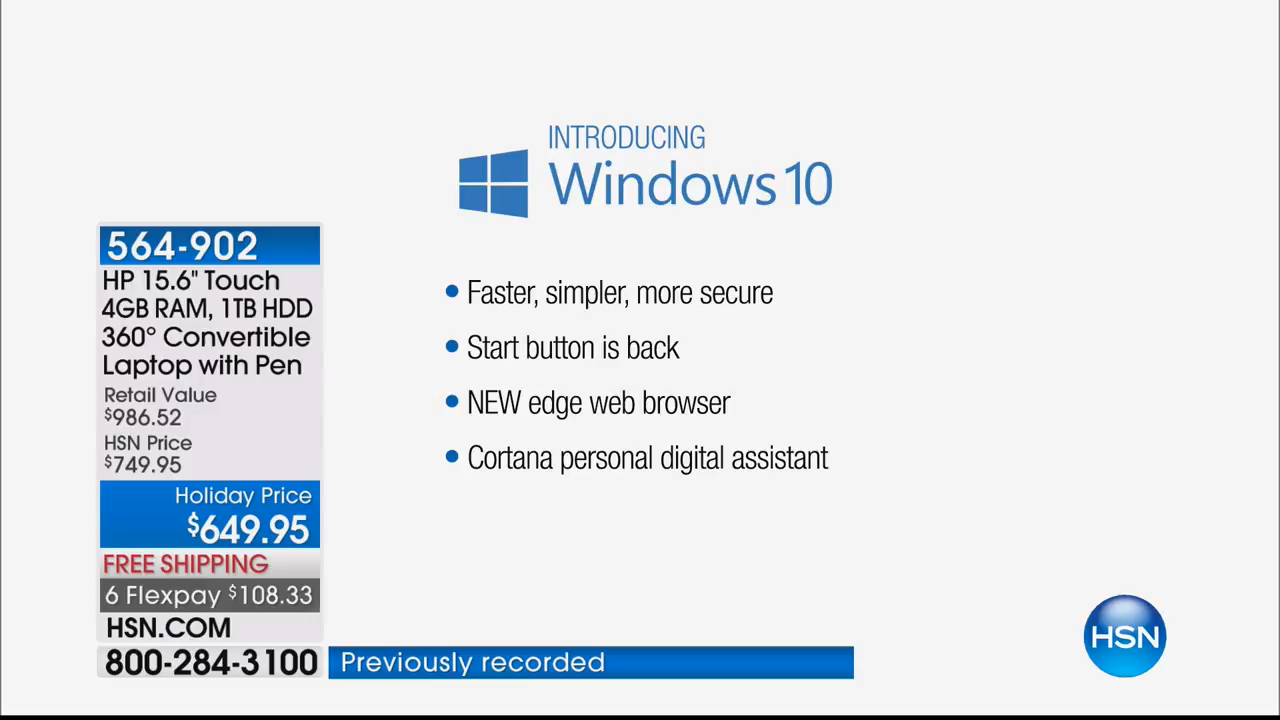 INTRODUCING
Windows 10
• Faster, simpler, more secure
• Start button is back
• NEW edge web browser
• Cortana personal digital assistant
564-902
HP 15.6" Touch
4GB RAM, 1TB HDD
360° Convertible
Laptop with Pen
Retail Value
$986.52
HSN Price
$749.95
Holiday Price
$649.95
FREE SHIPPING
6 Flexpay $108.33
HSN.COM
800-284-3100
Previously recorded
HSN